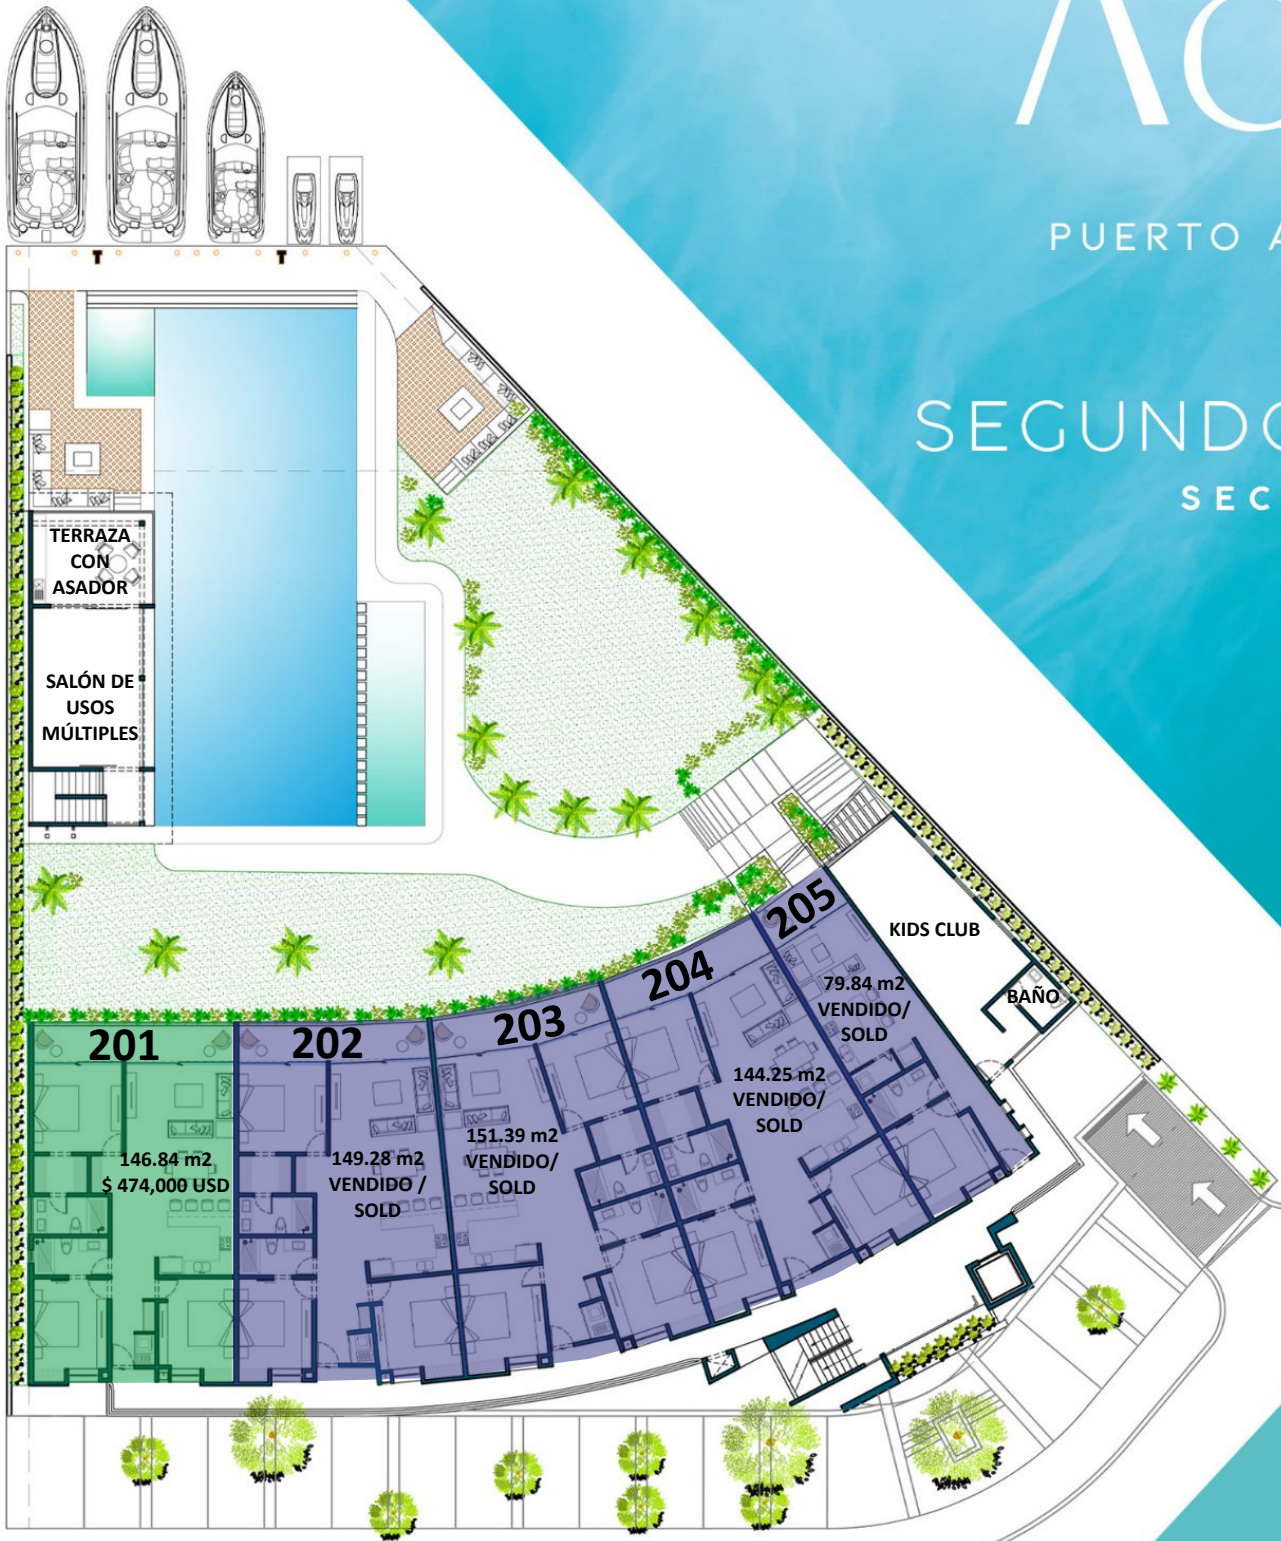 PUERTO
SEGUNDO
TERRAZA
CON
ASADOR
SALÓN DE
USOS
MÚLTIPLES
KIDS CLUB
BAÑO
201
146.84 m2
$ 474,000 USD
202
149.28 m2
VENDIDO /
SOLD
203
151.39 m2
VENDIDO/
SOLD
204
144.25 m2
VENDIDO/
SOLD
205
79.84 m2
VENDIDO/
SOLD